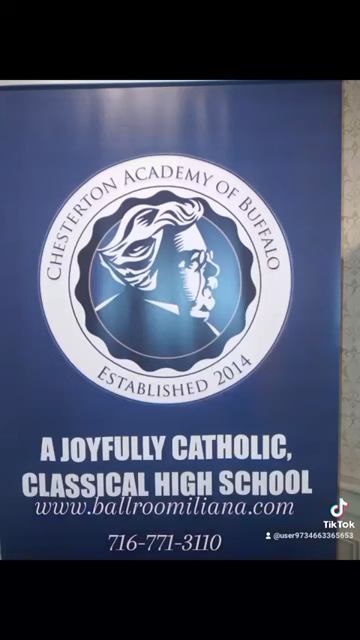 CHESTERTON ACADEMY OF BUFFALO
ESTABLISHED 2014
A JOYFULLY CATHOLIC,
CLASSICAL HIGH SCHOOL
www.ballroomiliana.com
716-771-3110
TikTok
@user9734663365653